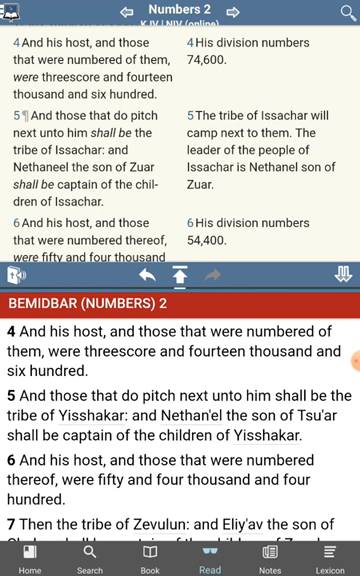 Numbers 2
KJV | NIV (online)
4 And his host, and those
that were numbered of them,
were threescore and fourteen
thousand and six hundred.
5 ¶ And those that do pitch
next unto him shall be the
tribe of Issachar: and
Nethaneel the son of Zuar
shall be captain of the chil-
dren of Issachar.
6 And his host, and those
that were numbered thereof,
were fifty and four thousand
4 His division numbers
74,600.
5 The tribe of Issachar will
camp next to them. The
leader of the people of
Issachar is Nethanel son of
Zuar.
6 His division numbers
54,400.
BEMIDBAR (NUMBERS) 2
4 And his host, and those that were numbered of
them, were threescore and fourteen thousand and
six hundred.
5 And those that do pitch next unto him shall be the
tribe of Yisshakar: and Nethan'el the son of Tsu'ar
shall be captain of the children of Yisshakar.
6 And his host, and those that were numbered
thereof, were fifty and four thousand and four
hundred.
7 Then the tribe of Zevulun: and Eliy'av the son of
Home
Search
Book
Read
Notes
Lexicon